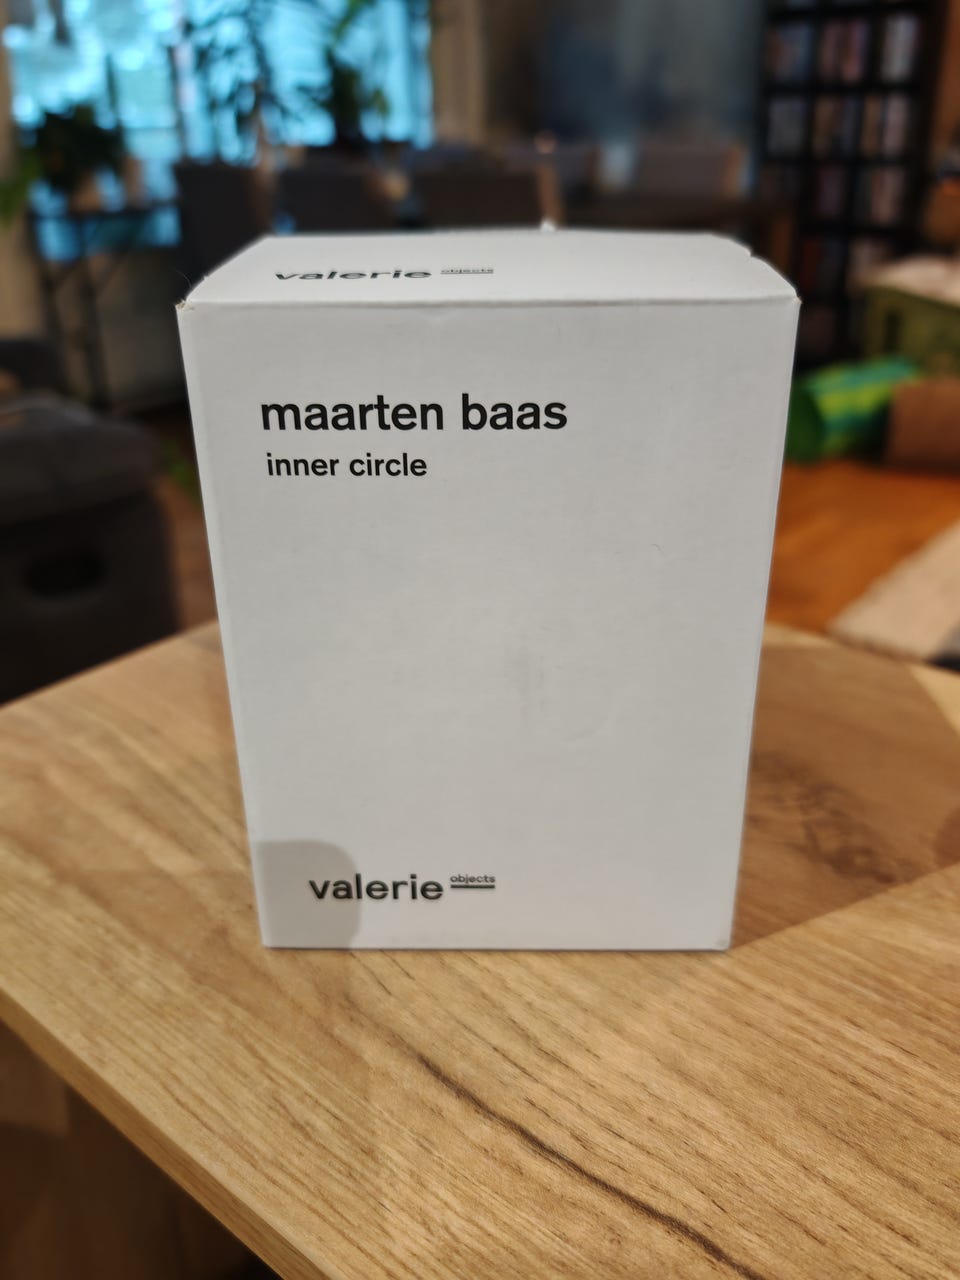 valerie objects
maarten baas
inner circle
valerie objects